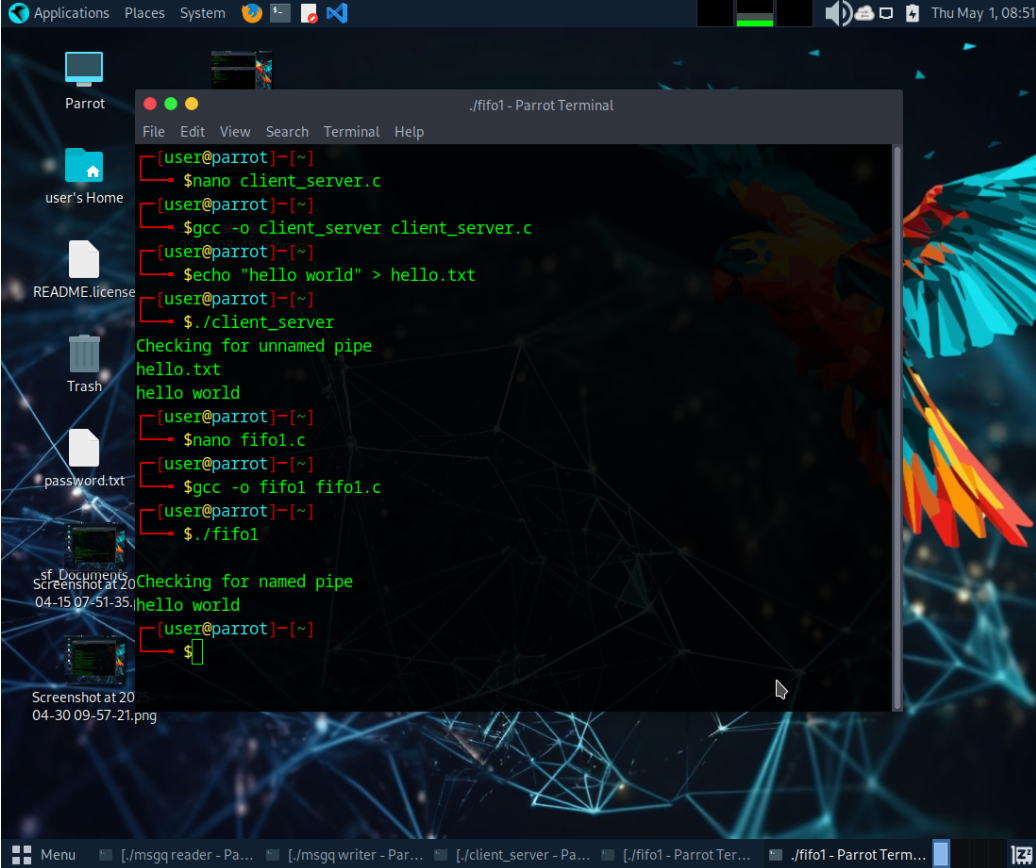 Applications Places System
Thu May 1, 08:51
Parrot
user's Home
README.license
Trash
password.txt
sf_Documents
Screenshot at 20
04-15 07-51-35.
Screenshot at 2025-
04-30 09-57-21.png
./fifo1 - Parrot Terminal
File Edit View Search Terminal Help
┌─[user@parrot]─[~]
└──╼ $nano client_server.c
┌─[user@parrot]─[~]
└──╼ $gcc -o client_server client_server.c
┌─[user@parrot]─[~]
└──╼ $echo "hello world" > hello.txt
┌─[user@parrot]─[~]
└──╼ $./client_server
Checking for unnamed pipe
hello.txt
hello world
┌─[user@parrot]─[~]
└──╼ $nano fifo1.c
┌─[user@parrot]─[~]
└──╼ $gcc -o fifo1 fifo1.c
┌─[user@parrot]─[~]
└──╼ $./fifo1
Checking for named pipe
hello world
┌─[user@parrot]─[~]
└──╼ $
Menu [./msgq reader - Pa... [./msgq writer - Par... [./client_server - Pa... [./fifo1 - Parrot Ter... ./fifo1 - Parrot Term...